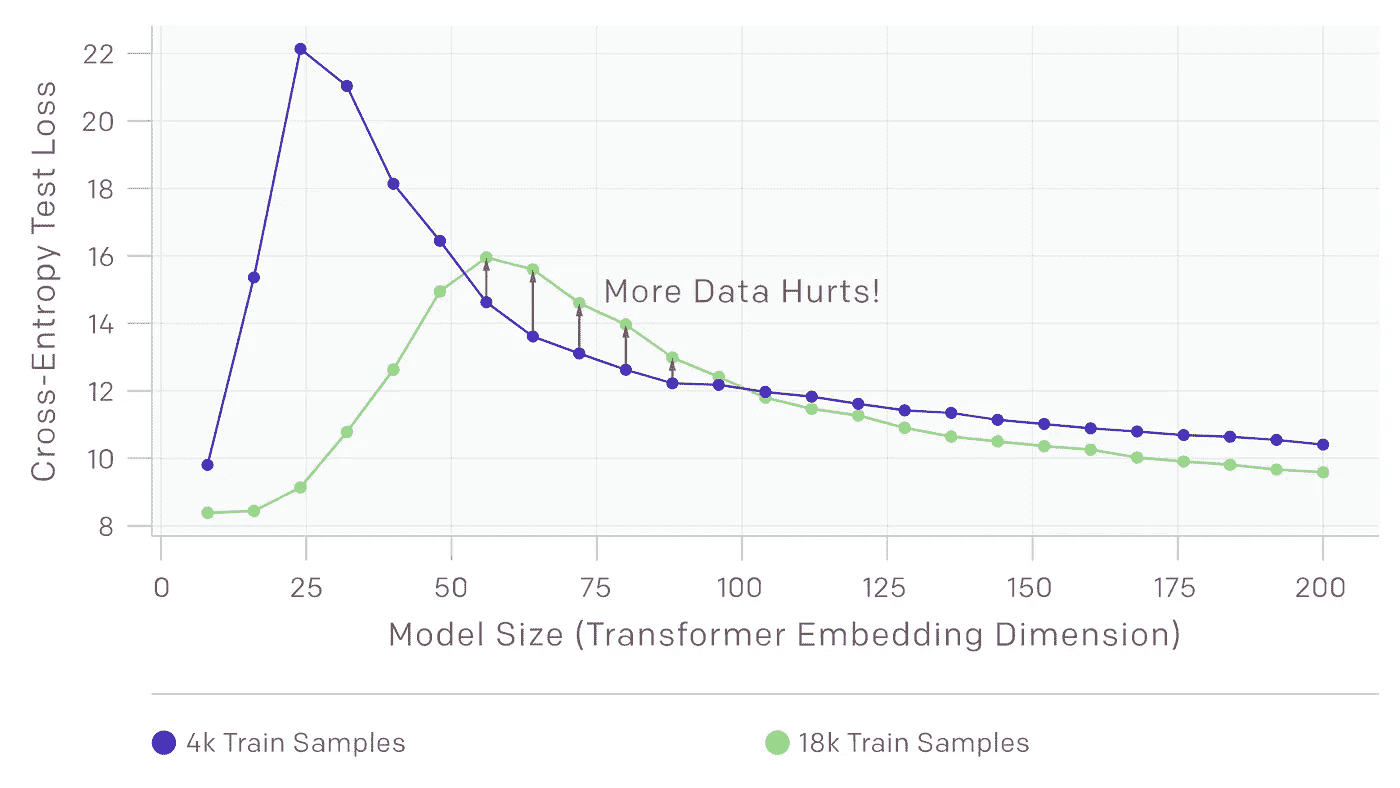 Cross-Entropy Test Loss
22
20
18
16
14
12
10
8
More Data Hurts!
0 25 50 75 100 125 150 175 200
Model Size (Transformer Embedding Dimension)
4k Train Samples
18k Train Samples